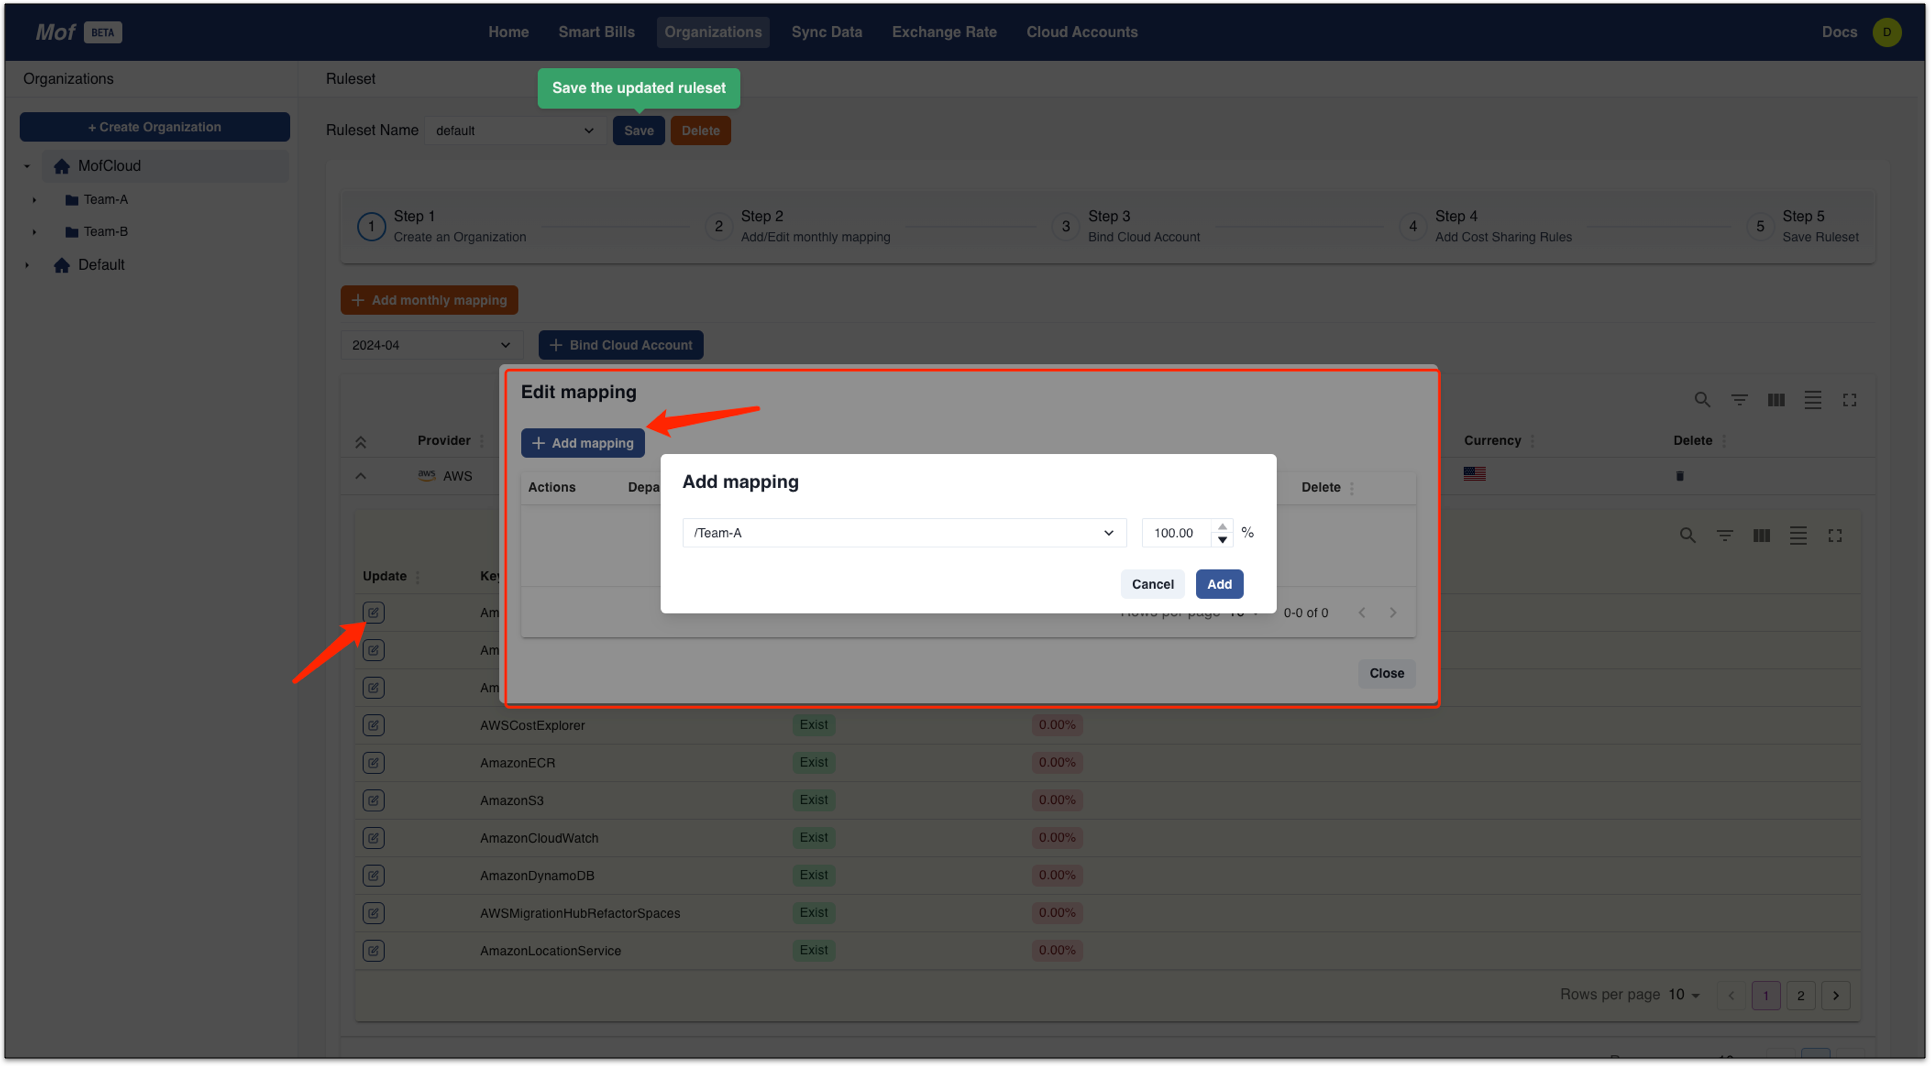 Mof BETA
Home Smart Bills Organizations Sync Data Exchange Rate Cloud Accounts Docs D
Organizations
Ruleset
Save the updated ruleset
+ Create Organization
Ruleset Name default Save Delete
MofCloud
Team-A
Team-B
Default
1 Step 1 Create an Organization
2 Step 2 Add/Edit monthly mapping
3 Step 3 Bind Cloud Account
4 Step 4 Add Cost Sharing Rules
5 Step 5 Save Ruleset
+ Add monthly mapping
2024-04 + Bind Cloud Account
Edit mapping
+ Add mapping
Provider Currency Delete
aws AWS
Actions Depa Delete
Add mapping
/Team-A 100.00 %
Cancel Add
Rows per page 10 0-0 of 0
Close
Update Key
Am
Am
Am
AWSCostExplorer Exist 0.00%
AmazonECR Exist 0.00%
AmazonS3 Exist 0.00%
AmazonCloudWatch Exist 0.00%
AmazonDynamoDB Exist 0.00%
AWSMigrationHubRefactorSpaces Exist 0.00%
AmazonLocationService Exist 0.00%
Rows per page 10 1 2